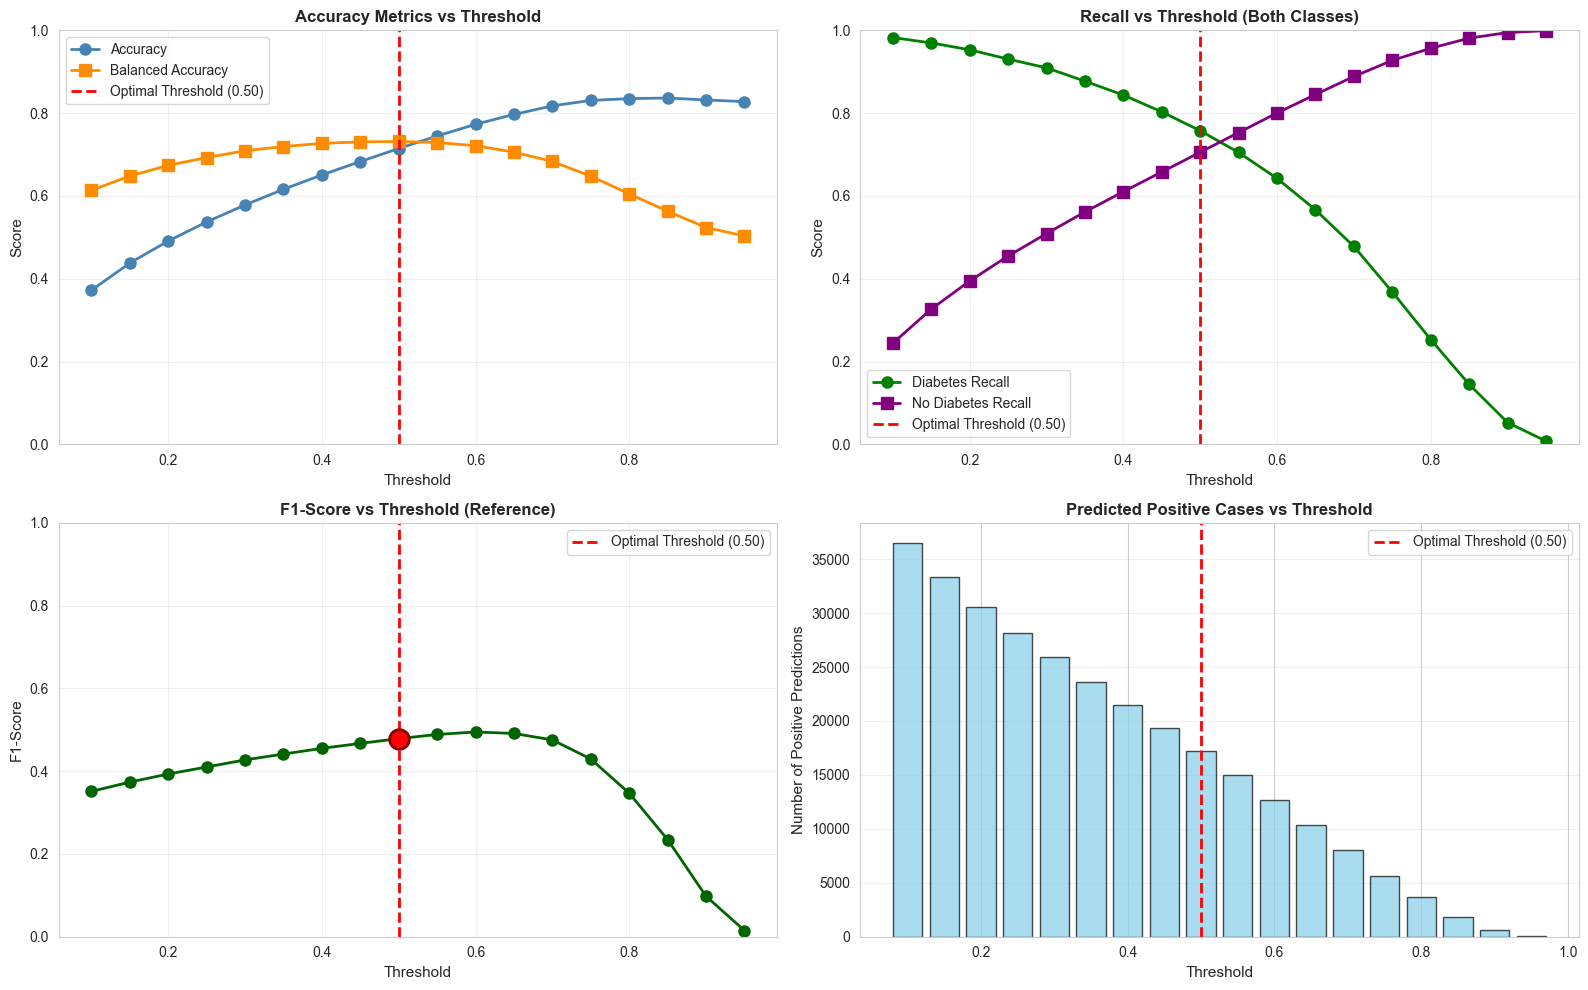 Accuracy Metrics vs Threshold
Accuracy
Balanced Accuracy
Optimal Threshold (0.50)
1.0
0.8
0.6
0.4
0.2
0.0
Score
0.2 0.4 0.6 0.8
Threshold
Recall vs Threshold (Both Classes)
1.0
0.8
0.6
0.4
0.2
0.0
Score
Diabetes Recall
No Diabetes Recall
Optimal Threshold (0.50)
0.2 0.4 0.6 0.8
Threshold
F1-Score vs Threshold (Reference)
Optimal Threshold (0.50)
1.0
0.8
0.6
0.4
0.2
0.0
F1-Score
0.2 0.4 0.6 0.8
Threshold
Predicted Positive Cases vs Threshold
Optimal Threshold (0.50)
35000
30000
25000
20000
15000
10000
5000
0
Number of Positive Predictions
0.2 0.4 0.6 0.8 1.0
Threshold